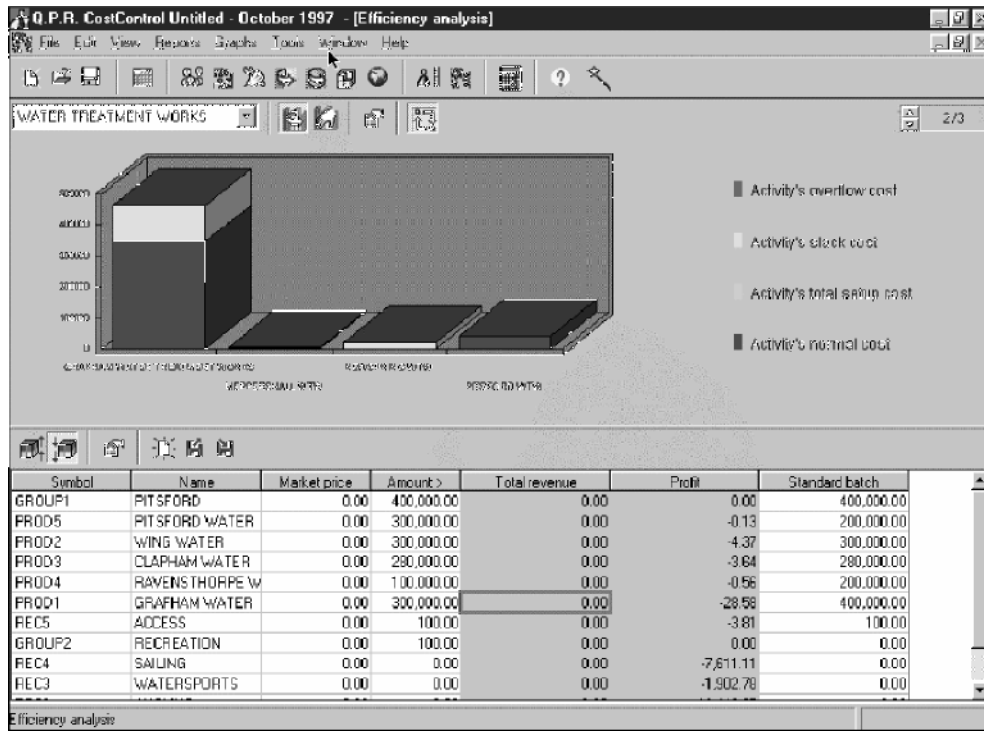 Q.P.R. CostControl Untitled - October 1997 - [Efficiency analysis]
File Edit View Reports Graphs Tools Window Help
WATER TREATMENT WORKS
2/3
500000
400000
300000
200000
100000
0
Activity's overflow cost
Activity's slack cost
Activity's total setup cost
Activity's normal cost
Symbol Name Market price Amount > Total revenue Profit Standard batch
GROUP1 PITSFORD 0.00 400,000.00 0.00 0.00 400,000.00
PROD5 PITSFORD WATER 0.00 300,000.00 0.00 -0.13 200,000.00
PROD2 WING WATER 0.00 300,000.00 0.00 -4.37 300,000.00
PROD3 CLAPHAM WATER 0.00 280,000.00 0.00 -3.64 280,000.00
PROD4 RAVENSTHORPE W 0.00 100,000.00 0.00 -0.56 200,000.00
PROD1 GRAFHAM WATER 0.00 300,000.00 0.00 -28.58 400,000.00
REC5 ACCESS 0.00 100.00 0.00 -3.81 100.00
GROUP2 RECREATION 0.00 100.00 0.00 0.00 0.00
REC4 SAILING 0.00 0.00 0.00 -7,611.11 0.00
REC3 WATERSPORTS 0.00 0.00 0.00 -1,902.78 0.00
Efficiency analysis